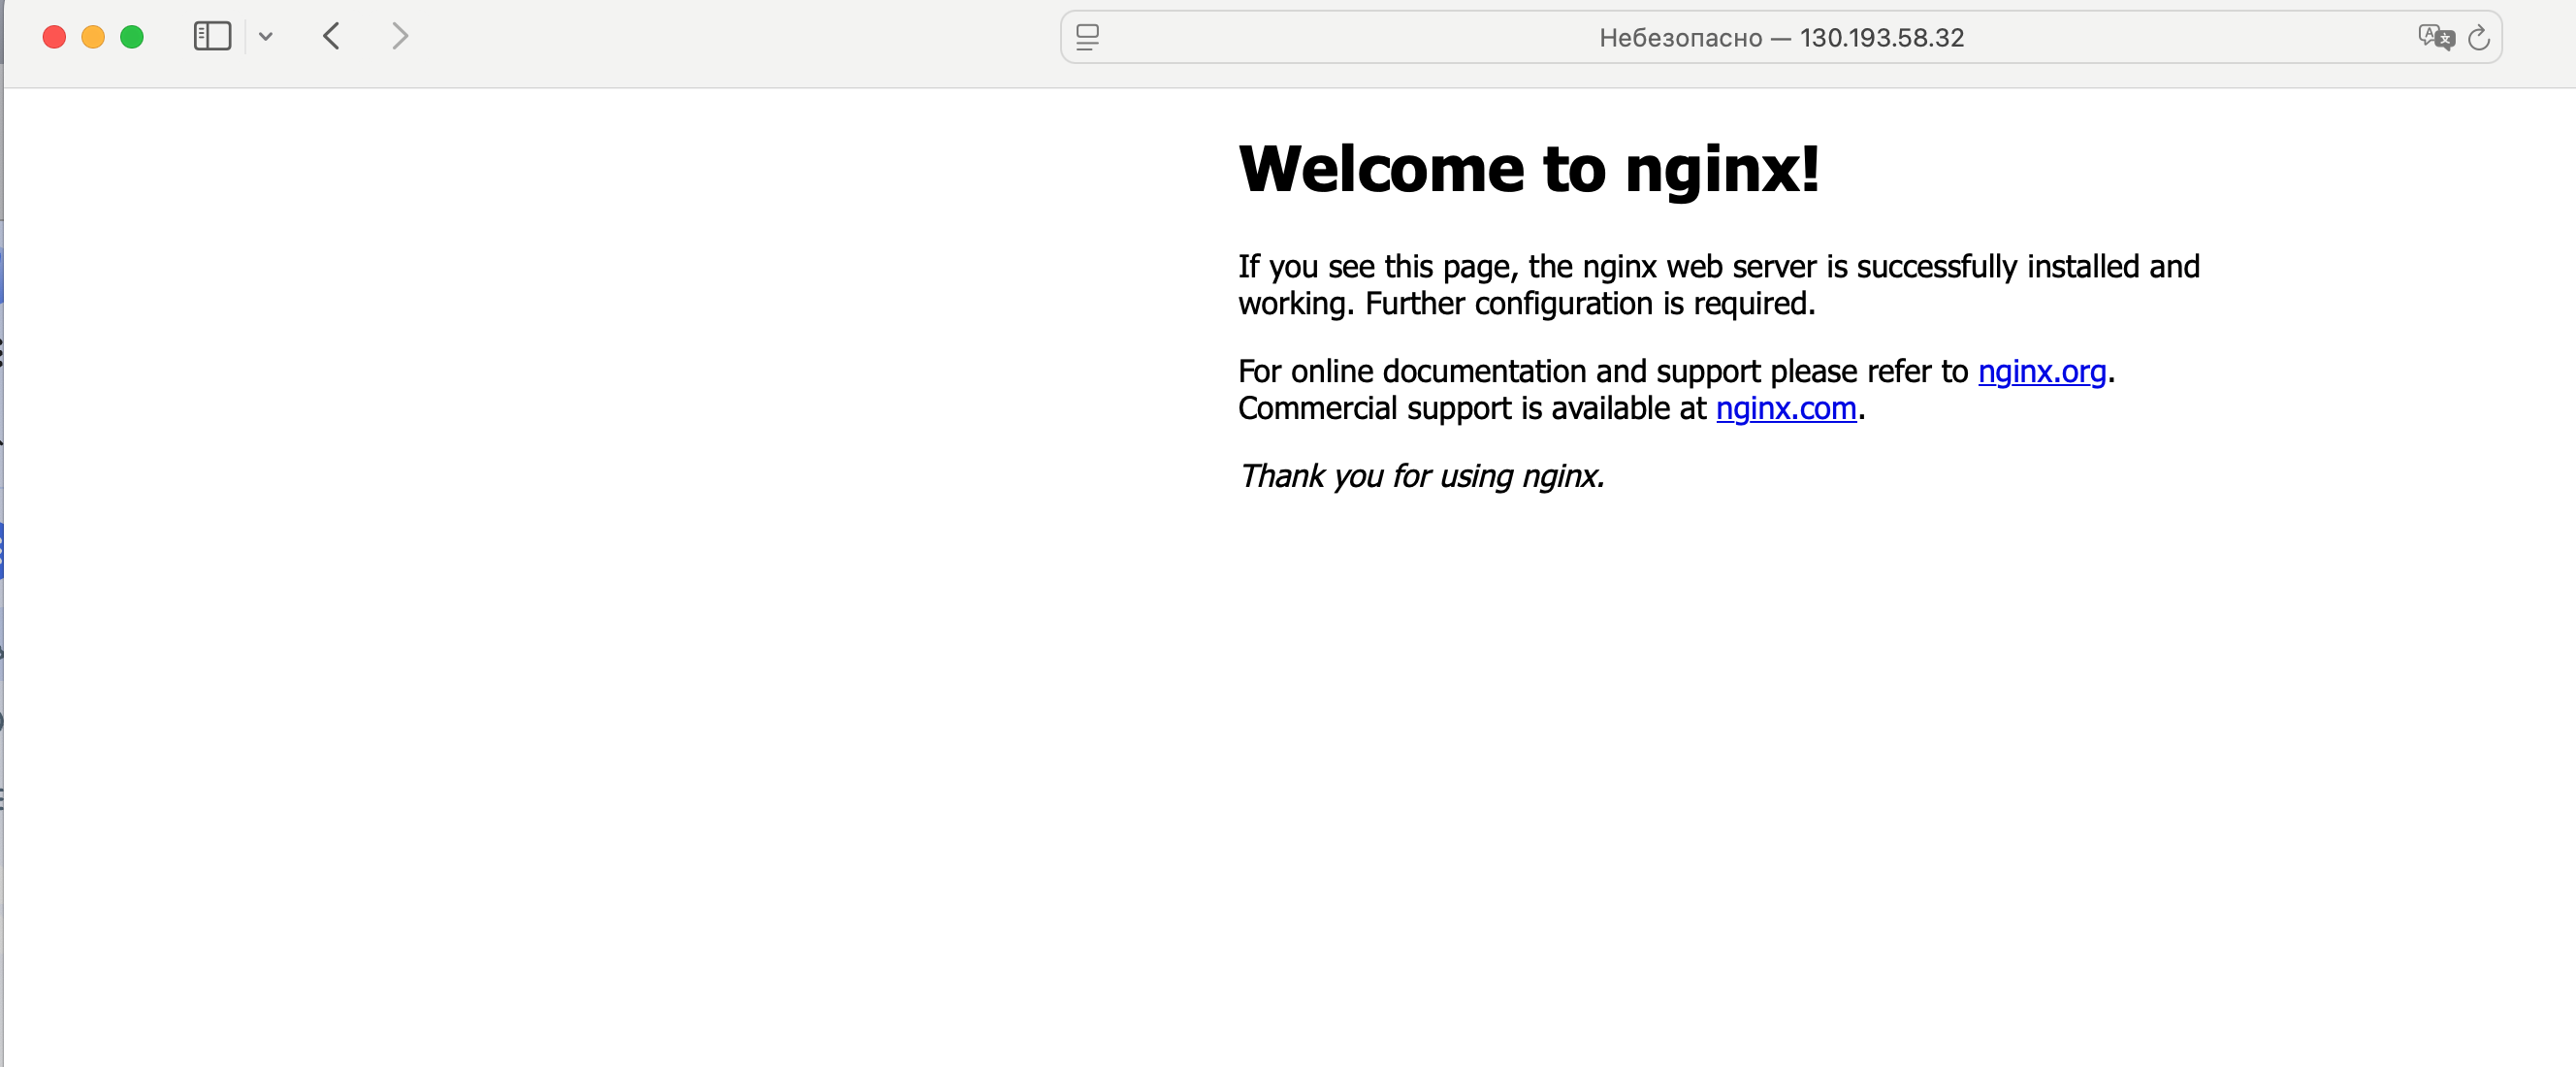 Небезопасно — 130.193.58.32
Welcome to nginx!
If you see this page, the nginx web server is successfully installed and
working. Further configuration is required.
For online documentation and support please refer to nginx.org.
Commercial support is available at nginx.com.
Thank you for using nginx.